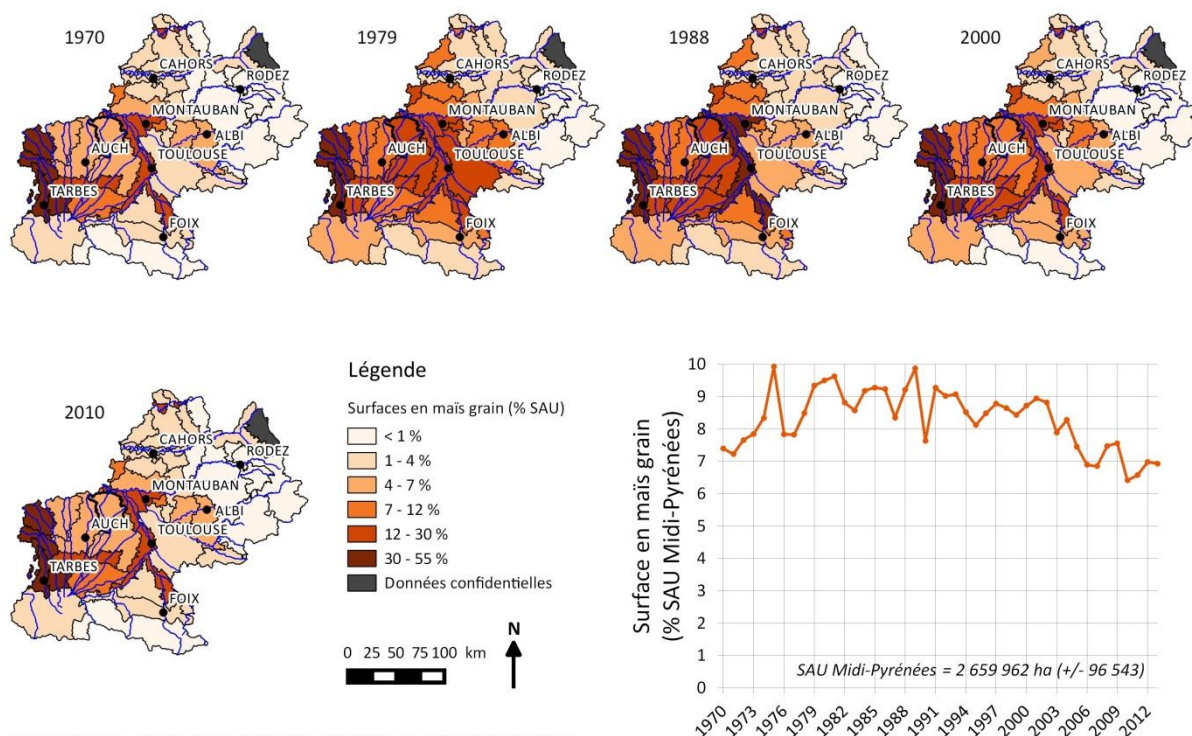 1970
CAHORS
RODEZ
MONTAUBAN
ALBI
AUCH
TOULOUSE
TARBES
FOIX
1979
CAHORS
RODEZ
MONTAUBAN
ALBI
AUCH
TOULOUSE
TARBES
FOIX
1988
CAHORS
RODEZ
MONTAUBAN
ALBI
AUCH
TOULOUSE
TARBES
FOIX
2000
CAHORS
RODEZ
MONTAUBAN
ALBI
AUCH
TOULOUSE
TARBES
FOIX
2010
CAHORS
RODEZ
MONTAUBAN
ALBI
AUCH
TOULOUSE
TARBES
FOIX
Légende
Surfaces en maïs grain (% SAU)
< 1 %
1 - 4 %
4 - 7 %
7 - 12 %
12 - 30 %
30 - 55 %
Données confidentielles
0 25 50 75 100 km
N
Surface en maïs grain
(% SAU Midi-Pyrénées)
10
9
8
7
6
5
4
3
2
1
0
SAU Midi-Pyrénées = 2 659 962 ha (+/- 96 543)
1970
1973
1976
1979
1982
1985
1988
1991
1994
1997
2000
2003
2006
2009
2012